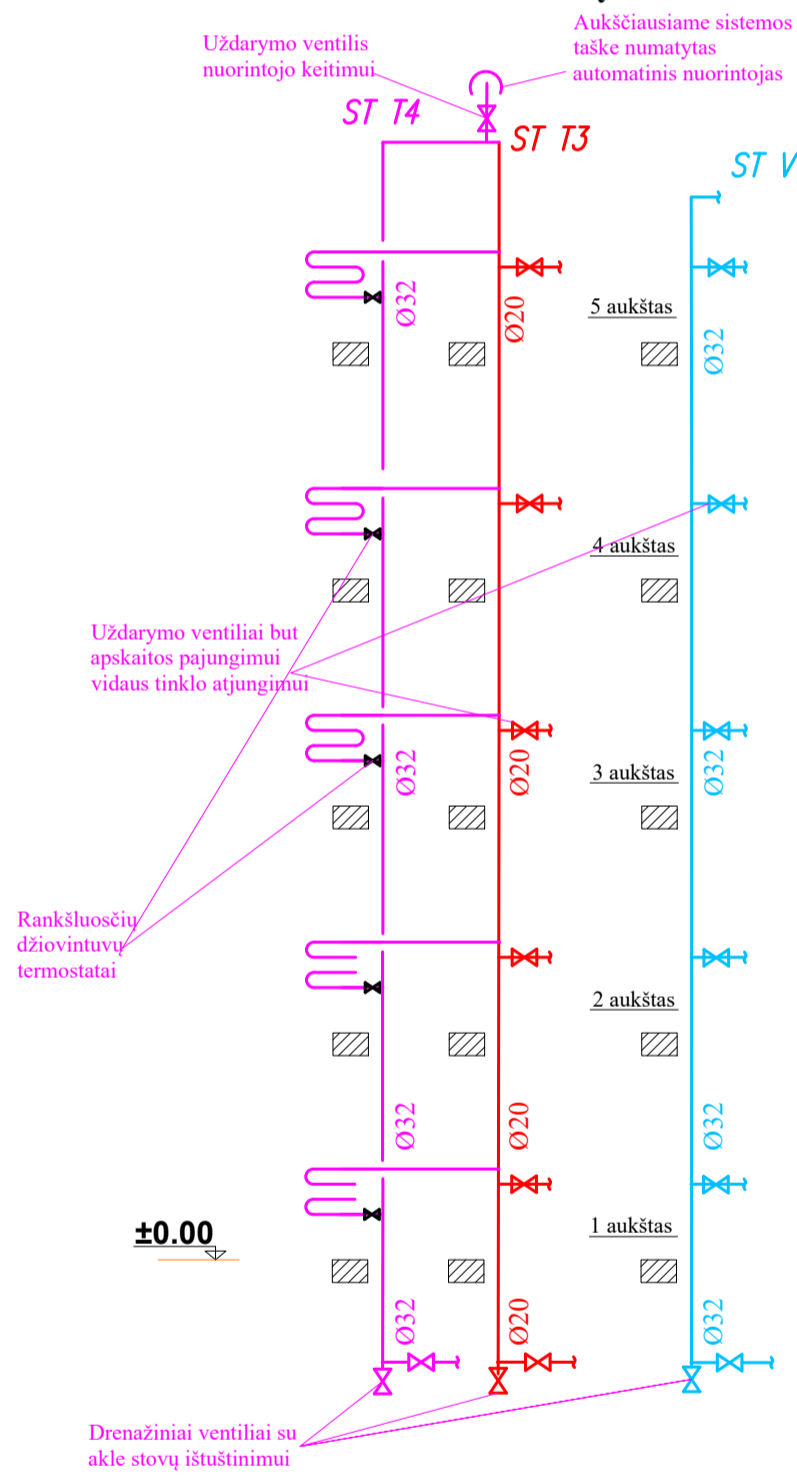 Aukščiausiame sistemos
taške numatytas
automatinis nuorintojas
Uždarymo ventilis
nuorintojo keitimui
ST T4
ST T3
ST V
Ø32
Ø20
5 aukštas
Ø32
4 aukštas
Uždarymo ventiliai but
apskaitos pajungimui
vidaus tinklo atjungimui
Ø32
Ø20
3 aukštas
Ø32
Rankšluosčių
džiovintuvų
termostatai
2 aukštas
Ø32
Ø20
Ø32
±0.00
1 aukštas
Ø32
Ø20
Ø32
Drenažiniai ventiliai su
akle stovų ištuštinimui